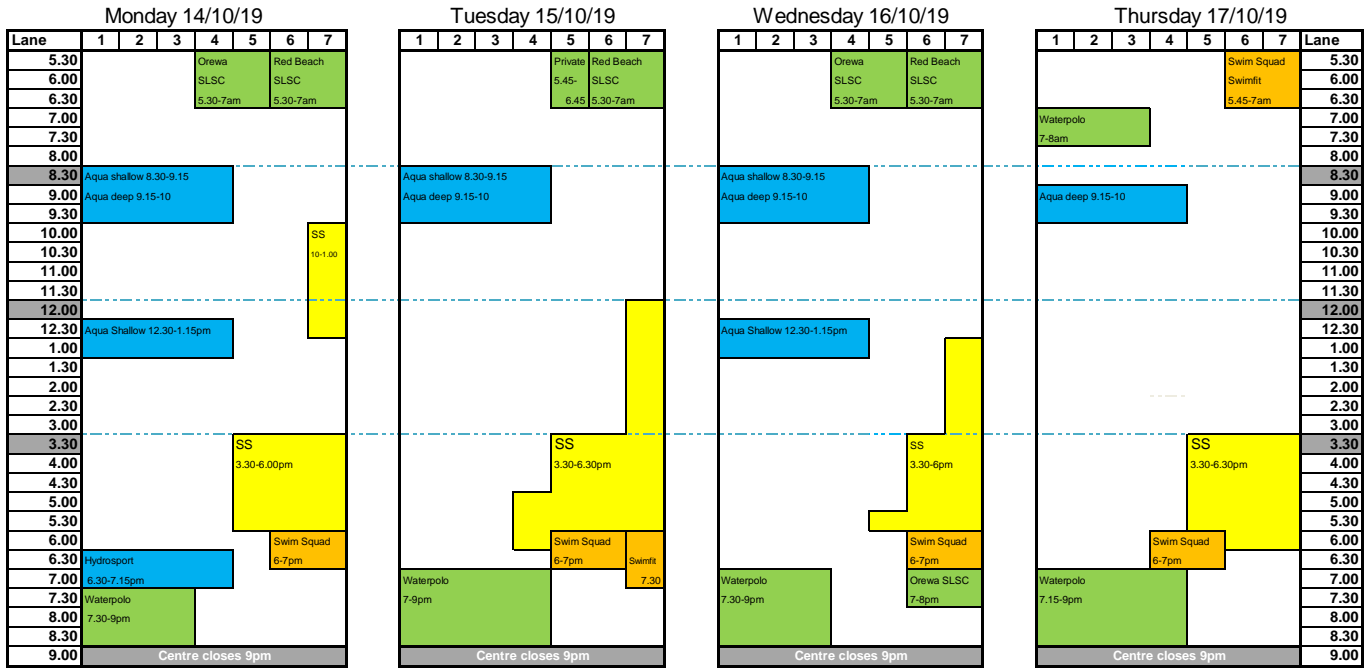 Monday 14/10/19 Tuesday 15/10/19 Wednesday 16/10/19 Thursday 17/10/19
Lane 1 2 3 4 5 6 7 1 2 3 4 5 6 7 1 2 3 4 5 6 7 1 2 3 4 5 6 7 Lane
5.30 Orewa Red Beach Private Red Beach Orewa Red Beach Swim Squad 5.30
6.00 SLSC SLSC 5.45- SLSC SLSC SLSC Swimfit 6.00
6.30 5.30-7am 5.30-7am 6.45 5.30-7am 5.30-7am 5.30-7am 5.45-7am 6.30
7.00 Waterpolo 7.00
7.30 7-8am 7.30
8.00 8.00
8.30 Aqua shallow 8.30-9.15 Aqua shallow 8.30-9.15 Aqua shallow 8.30-9.15 8.30
9.00 Aqua deep 9.15-10 Aqua deep 9.15-10 Aqua deep 9.15-10 Aqua deep 9.15-10 9.00
9.30 9.30
10.00 SS 10.00
10.30 10-1.00 10.30
11.00 11.00
11.30 11.30
12.00 12.00
12.30 Aqua Shallow 12.30-1.15pm Aqua Shallow 12.30-1.15pm 12.30
1.00 1.00
1.30 1.30
2.00 2.00
2.30 2.30
3.00 3.00
3.30 SS SS SS SS 3.30
4.00 3.30-6.00pm 3.30-6.30pm 3.30-6pm 3.30-6.30pm 4.00
4.30 4.30
5.00 5.00
5.30 5.30
6.00 Swim Squad Swim Squad Swim Squad Swim Squad 6.00
6.30 Hydrosport 6-7pm 6-7pm Swimfit 6-7pm 6-7pm 6.30
7.00 6.30-7.15pm Waterpolo 7.30 Waterpolo Orewa SLSC Waterpolo 7.00
7.30 Waterpolo 7-9pm 7.30-9pm 7-8pm 7.15-9pm 7.30
8.00 7.30-9pm 8.00
8.30 8.30
9.00 Centre closes 9pm Centre closes 9pm Centre closes 9pm Centre closes 9pm 9.00